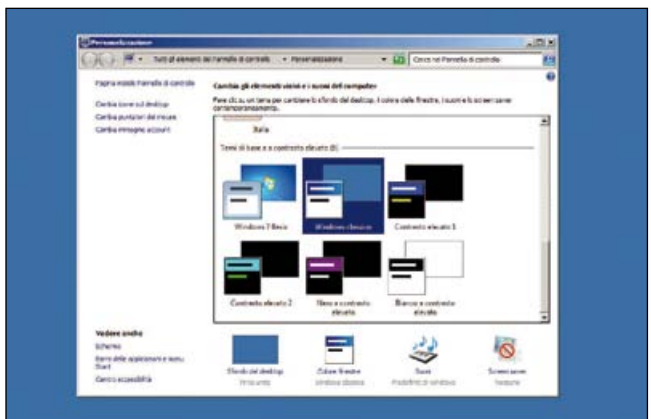 Personalizzazione
Tutti gli elementi del Pannello di controllo
Personalizzazione
Cerca nel Pannello di controllo
Pagina iniziale Pannello di controllo
Cambia icone sul desktop
Cambia puntatori del mouse
Cambia immagine account
Cambia gli elementi visivi e i suoni del computer
Fare clic su un tema per cambiare lo sfondo del desktop, il colore delle finestre, i suoni e lo screen saver
contemporaneamente.
Italia
Temi di base e a contrasto elevato (6)
Windows 7 Basic
Windows classico
Contrasto elevato 1
Contrasto elevato 2
Nero a contrasto
elevato
Bianco a contrasto
elevato
Vedere anche
Schermo
Barra delle applicazioni e menu
Start
Centro accessibilità
Sfondo del desktop
Tinta unita
Colore finestre
Windows classico
Suoni
Predefinito di Windows
Screen saver
Nessuno